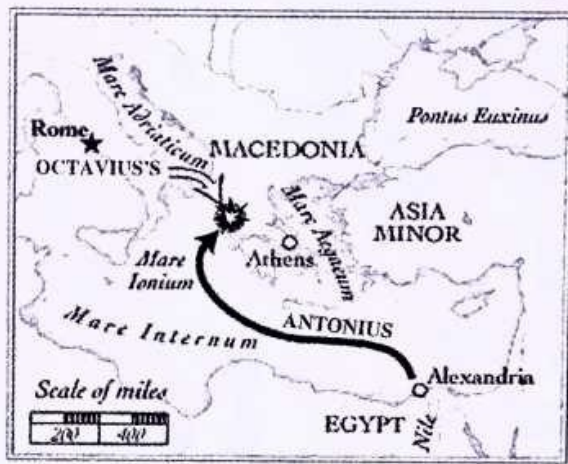 Mare Adriaticum
Pontus Euxinus
Rome
MACEDONIA
OCTAVIUS'S
Mare Aegaeum
ASIA
MINOR
Athens
Mare
Ionium
Mare Internum
ANTONIUS
Alexandria
Scale of miles
EGYPT
Nile
200 400